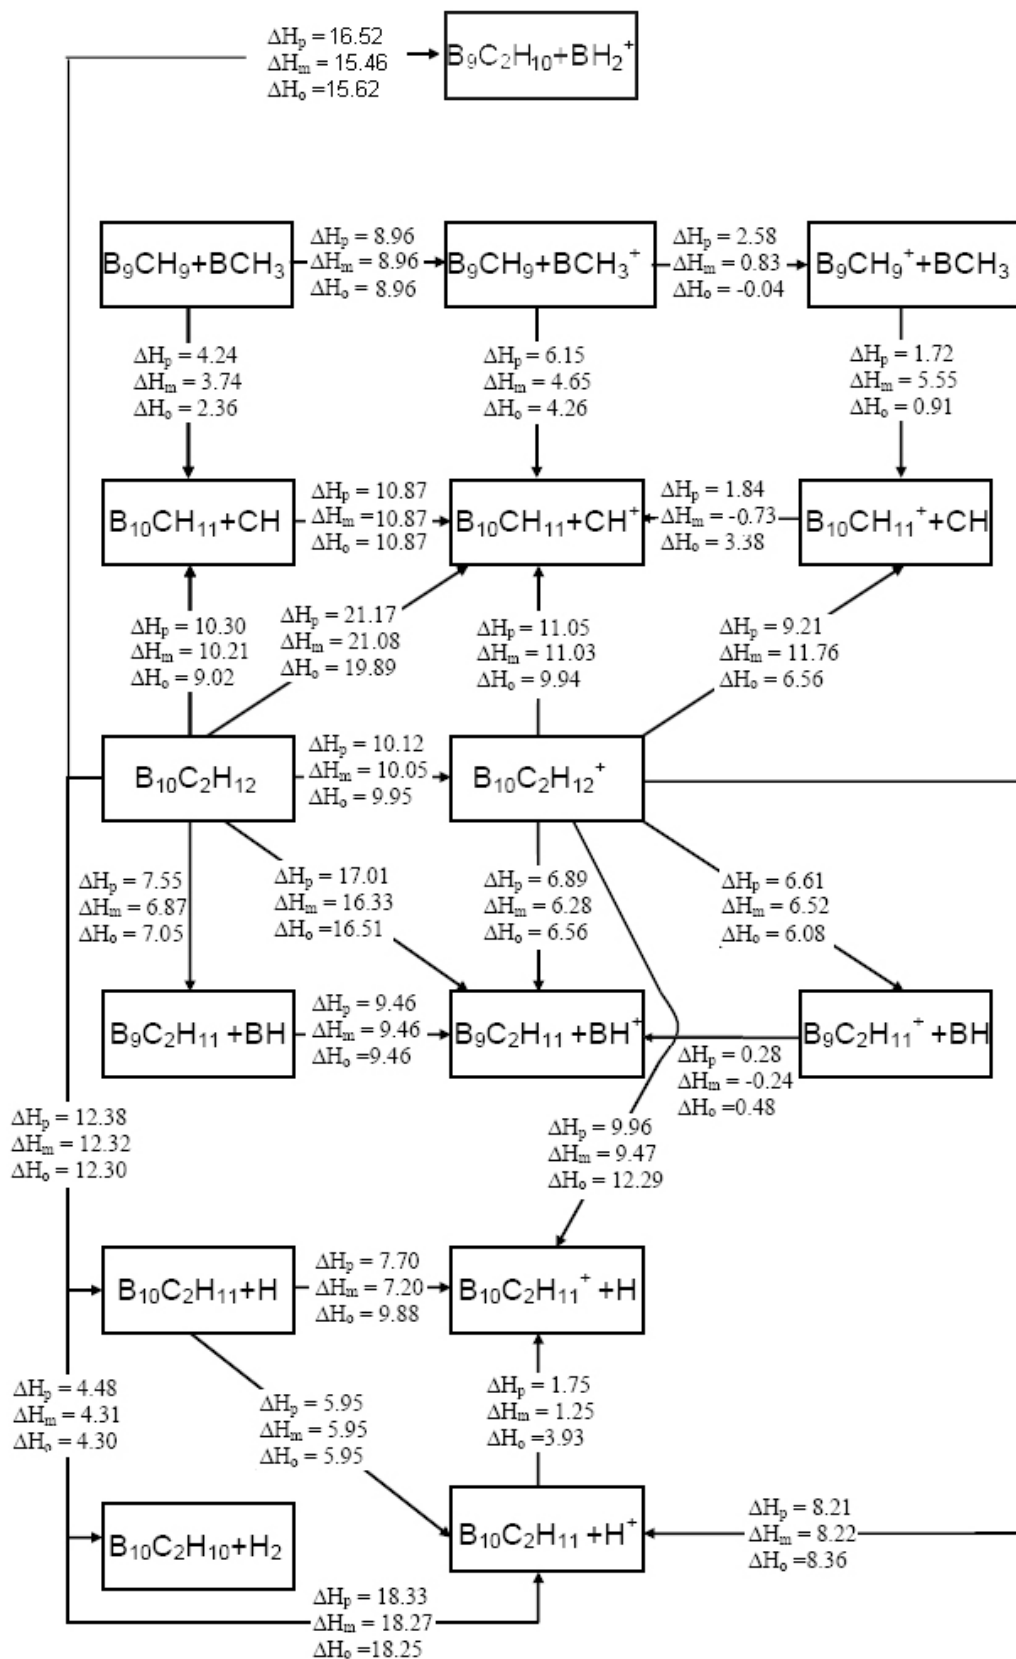 ΔHₚ = 16.52
ΔHₘ = 15.46
ΔHₒ =15.62
B₉C₂H₁₀+BH₂⁺
B₉CH₉+BCH₃
ΔHₚ = 8.96
ΔHₘ = 8.96
ΔHₒ = 8.96
B₉CH₉+BCH₃⁺
ΔHₚ = 2.58
ΔHₘ = 0.83
ΔHₒ = -0.04
B₉CH₉⁺+BCH₃
ΔHₚ = 4.24
ΔHₘ = 3.74
ΔHₒ = 2.36
ΔHₚ = 6.15
ΔHₘ = 4.65
ΔHₒ = 4.26
ΔHₚ = 1.72
ΔHₘ = 5.55
ΔHₒ = 0.91
B₁₀CH₁₁+CH
ΔHₚ = 10.87
ΔHₘ = 10.87
ΔHₒ = 10.87
B₁₀CH₁₁+CH⁺
ΔHₚ = 1.84
ΔHₘ = -0.73
ΔHₒ = 3.38
B₁₀CH₁₁⁺+CH
ΔHₚ = 10.30
ΔHₘ = 10.21
ΔHₒ = 9.02
ΔHₚ = 21.17
ΔHₘ = 21.08
ΔHₒ = 19.89
ΔHₚ = 11.05
ΔHₘ = 11.03
ΔHₒ = 9.94
ΔHₚ = 9.21
ΔHₘ = 11.76
ΔHₒ = 6.56
B₁₀C₂H₁₂
ΔHₚ = 10.12
ΔHₘ = 10.05
ΔHₒ = 9.95
B₁₀C₂H₁₂⁺
ΔHₚ = 7.55
ΔHₘ = 6.87
ΔHₒ = 7.05
ΔHₚ = 17.01
ΔHₘ = 16.33
ΔHₒ =16.51
ΔHₚ = 6.89
ΔHₘ = 6.28
ΔHₒ = 6.56
ΔHₚ = 6.61
ΔHₘ = 6.52
ΔHₒ = 6.08
B₉C₂H₁₁ +BH
ΔHₚ = 9.46
ΔHₘ = 9.46
ΔHₒ =9.46
B₉C₂H₁₁ + BH⁺
B₉C₂H₁₁⁺ + BH
ΔHₚ = 0.28
ΔHₘ = -0.24
ΔHₒ =0.48
ΔHₚ = 12.38
ΔHₘ = 12.32
ΔHₒ = 12.30
ΔHₚ = 9.96
ΔHₘ = 9.47
ΔHₒ = 12.29
B₁₀C₂H₁₁+H
ΔHₚ = 7.70
ΔHₘ = 7.20
ΔHₒ = 9.88
B₁₀C₂H₁₁⁺ +H
ΔHₚ = 4.48
ΔHₘ = 4.31
ΔHₒ = 4.30
ΔHₚ = 5.95
ΔHₘ = 5.95
ΔHₒ = 5.95
ΔHₚ = 1.75
ΔHₘ = 1.25
ΔHₒ =3.93
B₁₀C₂H₁₀+H₂
B₁₀C₂H₁₁ +H⁺
ΔHₚ = 8.21
ΔHₘ = 8.22
ΔHₒ =8.36
ΔHₚ = 18.33
ΔHₘ = 18.27
ΔHₒ =18.25